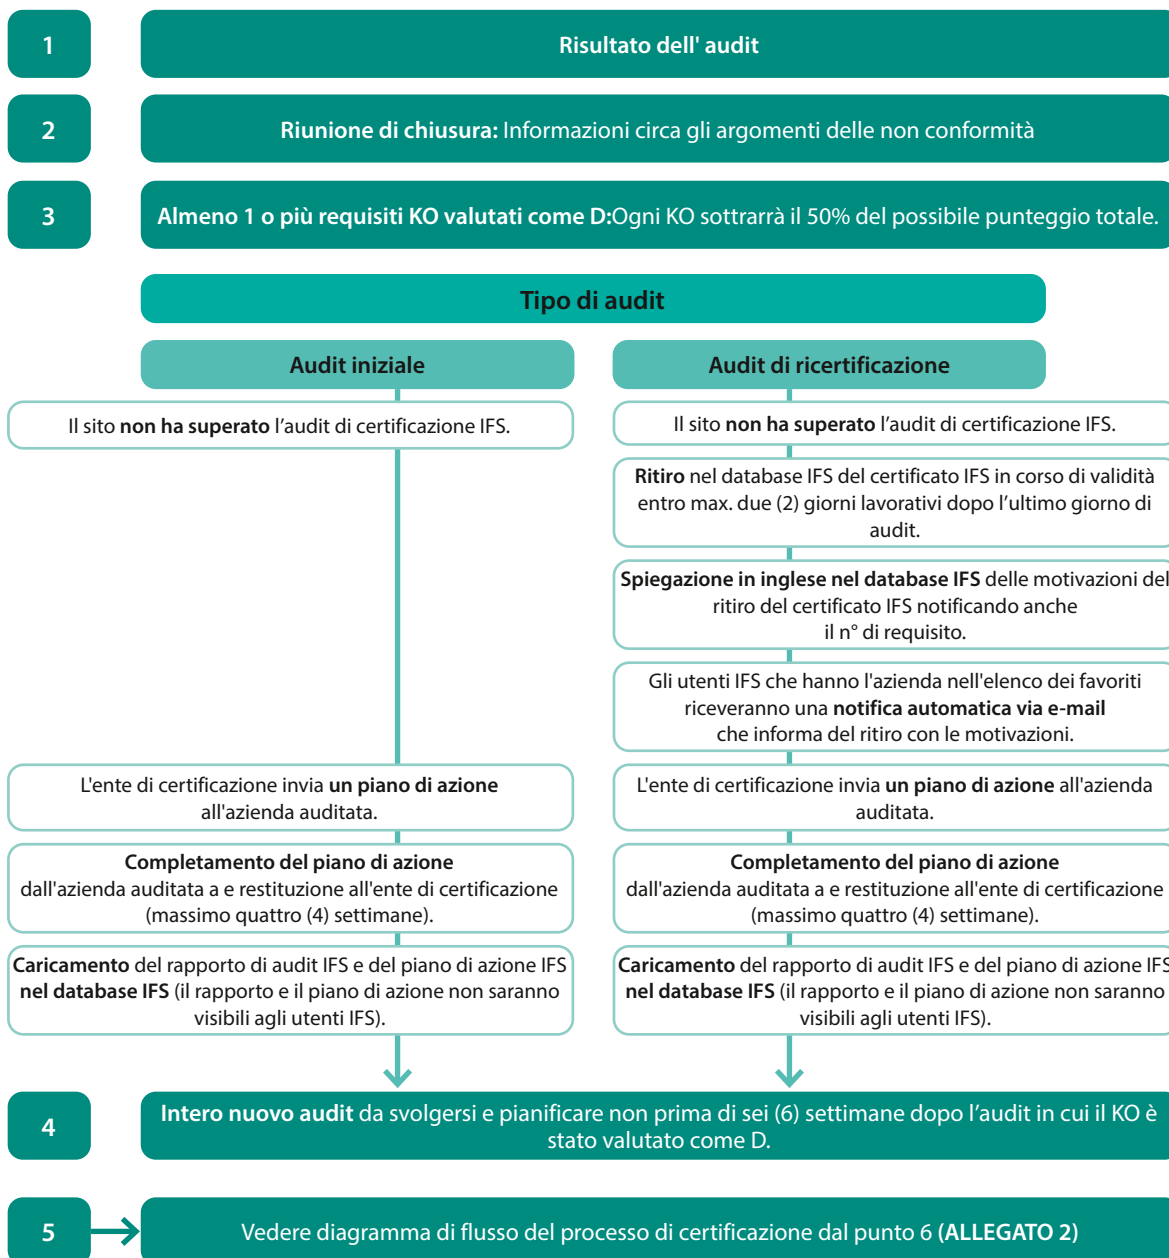 1
Risultato dell' audit
2
Riunione di chiusura: Informazioni circa gli argomenti delle non conformità
3
Almeno 1 o più requisiti KO valutati come D:Ogni KO sottrarrà il 50% del possibile punteggio totale.
Tipo di audit
Audit iniziale
Il sito non ha superato l'audit di certificazione IFS.
L'ente di certificazione invia un piano di azione
all'azienda auditata.
Completamento del piano di azione
dall'azienda auditata a e restituzione all'ente di certificazione
(massimo quattro (4) settimane).
Caricamento del rapporto di audit IFS e del piano di azione IFS
nel database IFS (il rapporto e il piano di azione non saranno
visibili agli utenti IFS).
Audit di ricertificazione
Il sito non ha superato l'audit di certificazione IFS.
Ritiro nel database IFS del certificato IFS in corso di validità
entro max. due (2) giorni lavorativi dopo l'ultimo giorno di
audit.
Spiegazione in inglese nel database IFS delle motivazioni del
ritiro del certificato IFS notificando anche
il n° di requisito.
Gli utenti IFS che hanno l'azienda nell'elenco dei favoriti
riceveranno una notifica automatica via e-mail
che informa del ritiro con le motivazioni.
L'ente di certificazione invia un piano di azione all'azienda
auditata.
Completamento del piano di azione
dall'azienda auditata a e restituzione all'ente di certificazione
(massimo quattro (4) settimane).
Caricamento del rapporto di audit IFS e del piano di azione IFS
nel database IFS (il rapporto e il piano di azione non saranno
visibili agli utenti IFS).
4
Intero nuovo audit da svolgersi e pianificare non prima di sei (6) settimane dopo l'audit in cui il KO è
stato valutato come D.
5
Vedere diagramma di flusso del processo di certificazione dal punto 6 (ALLEGATO 2)